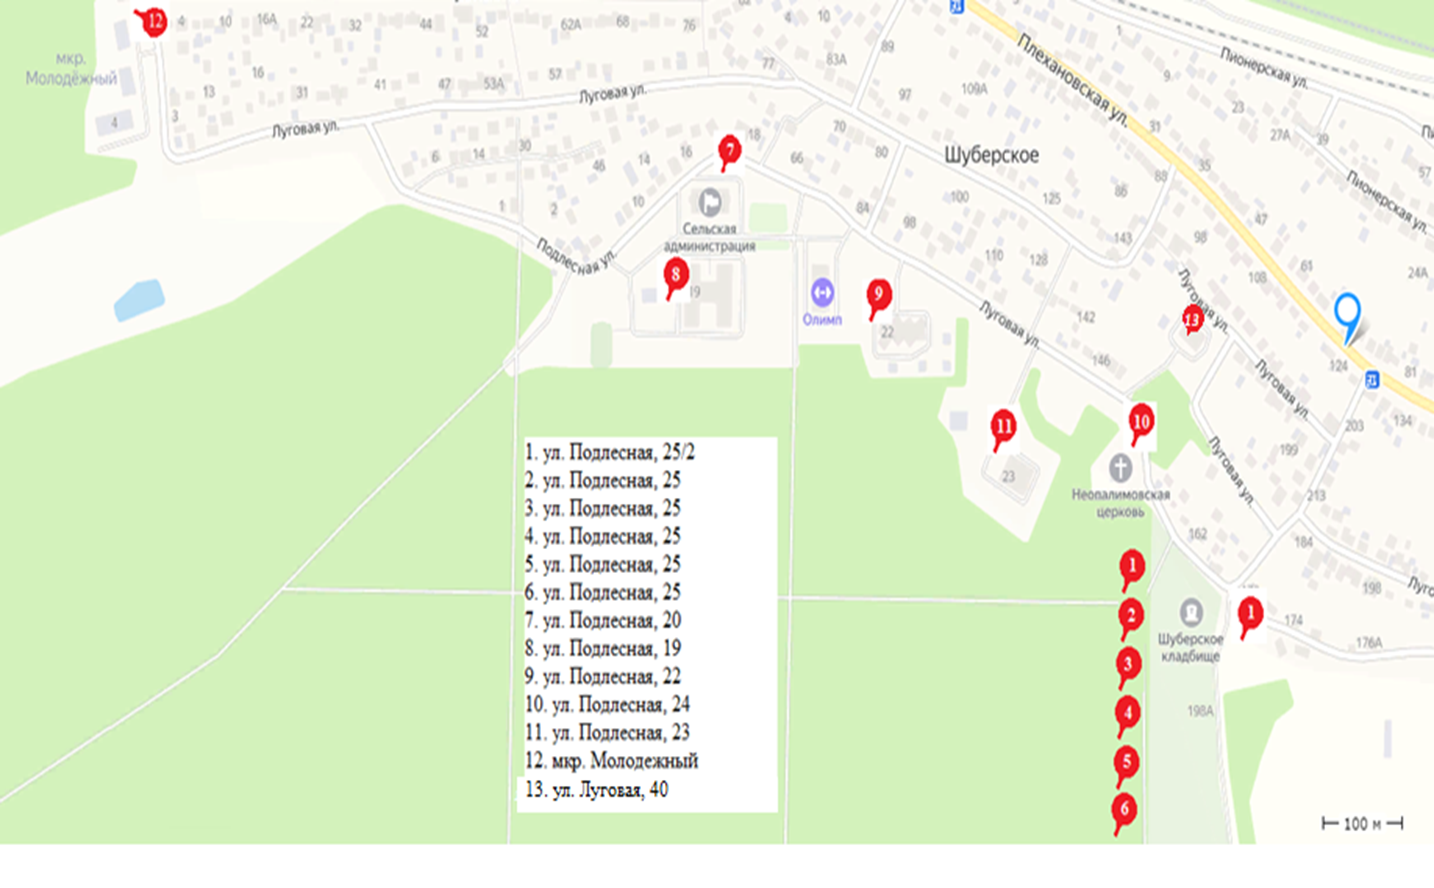 12
4
10
16А
22
32
44
52
62А
68
76
4
10
89
1
Плехановская ул.
Пионерская ул.
мкр.
Молодёжный
16
13
31
41
47
53А
57
77
83А
97
109А
9
23
27А
39
4
3
Луговая ул.
Луговая ул.
6
14
30
46
14
16
7
18
66
70
80
Шуберское
31
35
88
57
Пионерская ул.
1
2
10
Сельская
администрация
84
98
100
125
86
143
98
47
Подлесная ул.
8
19
Олимп
9
22
110
128
142
146
Луговая ул.
Луговая ул.
13
108
61
24А
124
81
134
Луговая ул.
203
199
213
Луговая ул.
11
23
10
Неопалимовская
церковь
162
184
198
1. ул. Подлесная, 25/2
2. ул. Подлесная, 25
3. ул. Подлесная, 25
4. ул. Подлесная, 25
5. ул. Подлесная, 25
6. ул. Подлесная, 25
7. ул. Подлесная, 20
8. ул. Подлесная, 19
9. ул. Подлесная, 22
10. ул. Подлесная, 24
11. ул. Подлесная, 23
12. мкр. Молодежный
13. ул. Луговая, 40
1
2
3
4
5
6
Шуберское
кладбище
1
174
176А
198А
100 м